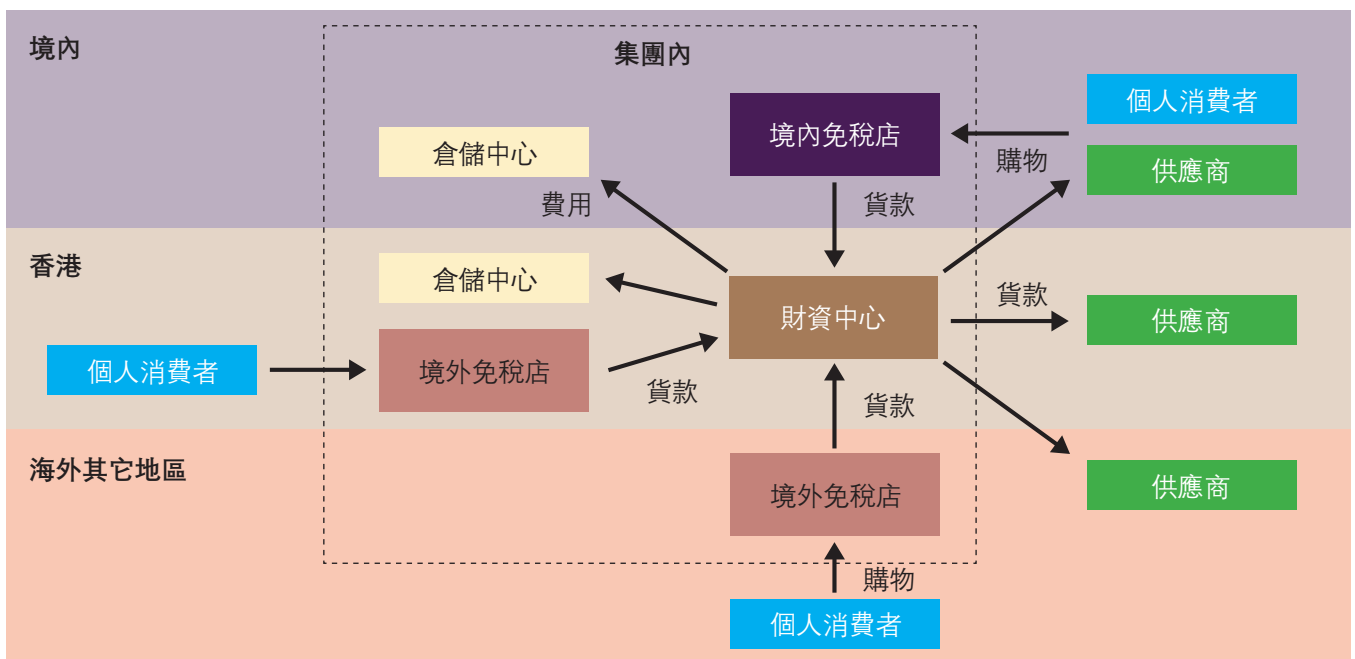 境內
集團內
個人消費者
境內免稅店
倉儲中心
購物
供應商
費用
貨款
香港
倉儲中心
財資中心
貨款
供應商
個人消費者
境外免稅店
貨款
貨款
海外其它地區
境外免稅店
供應商
購物
個人消費者